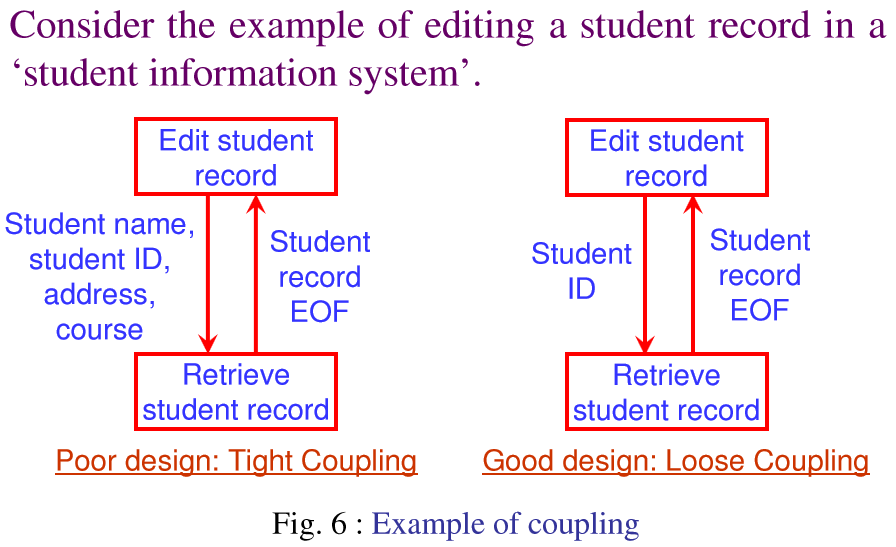 Consider the example of editing a student record in a
‘student information system’.
Edit student
record
Student name,
student ID,
address,
course
Student
record
EOF
Retrieve
student record
Poor design: Tight Coupling
Edit student
record
Student
ID
Student
record
EOF
Retrieve
student record
Good design: Loose Coupling
Fig. 6 : Example of coupling